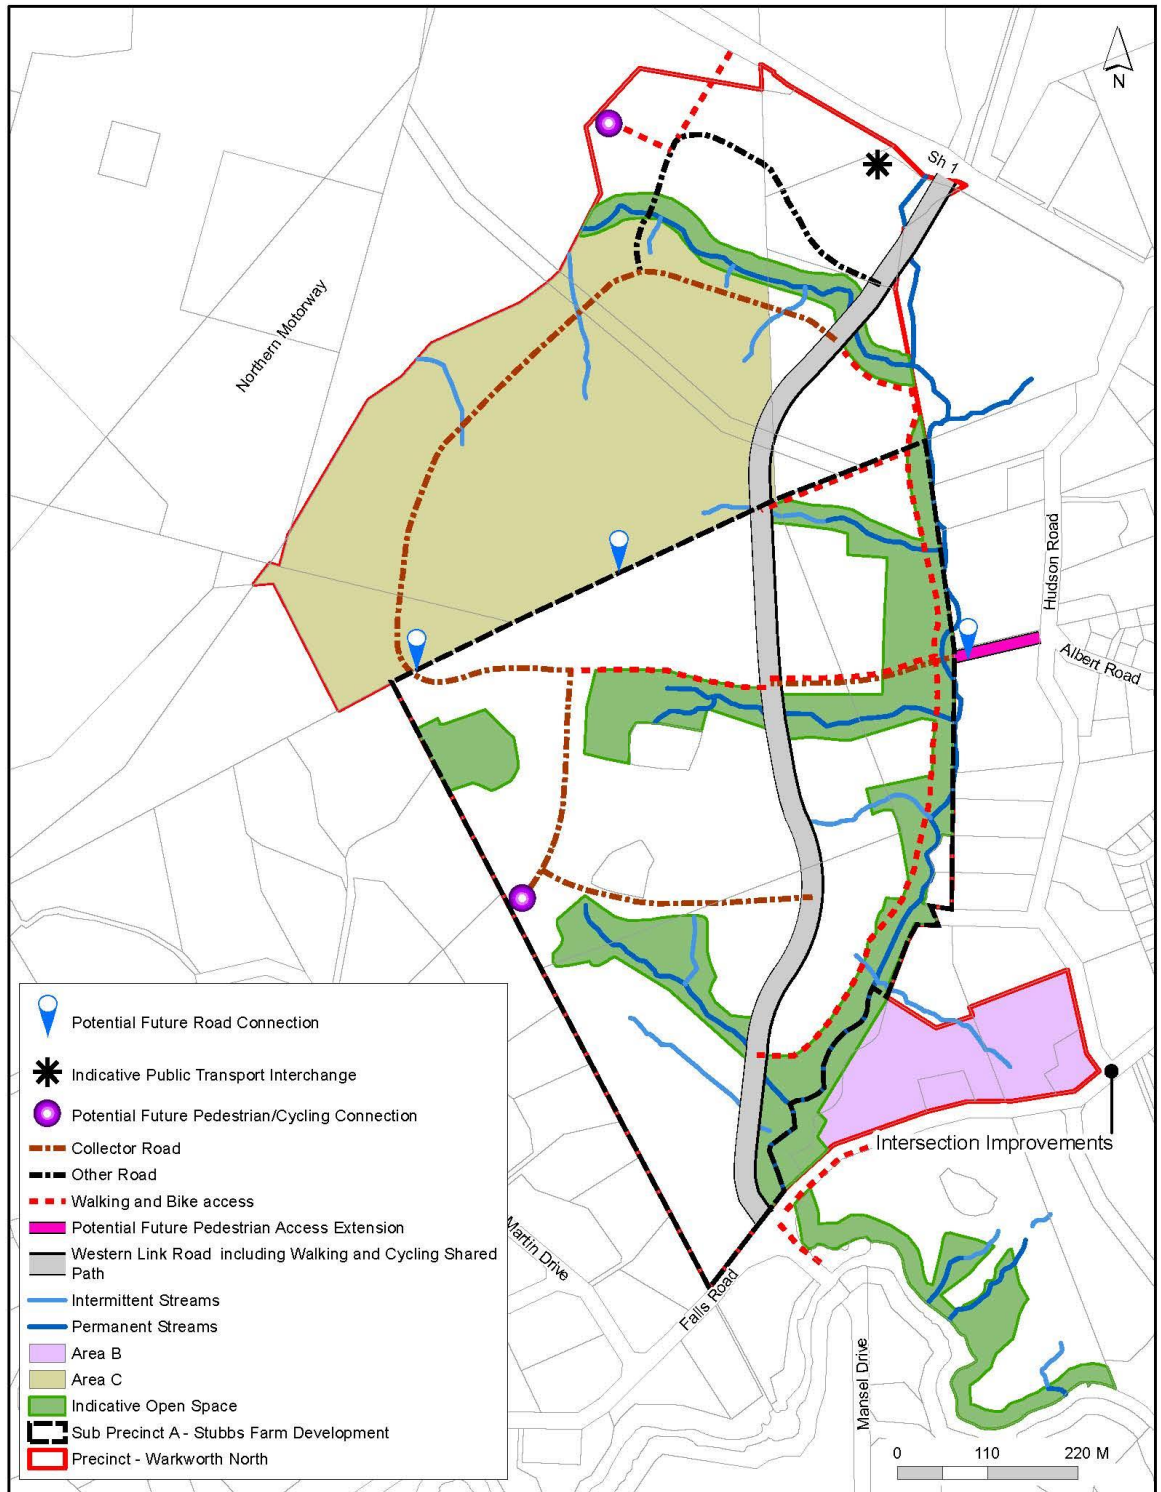 N
Sh 1
Northern Motorway
Hudson Road
Albert Road
Intersection Improvements
Martin Drive
Falls Road
Mansel Drive
Potential Future Road Connection
Indicative Public Transport Interchange
Potential Future Pedestrian/Cycling Connection
Collector Road
Other Road
Walking and Bike access
Potential Future Pedestrian Access Extension
Western Link Road including Walking and Cycling Shared
Path
Intermittent Streams
Permanent Streams
Area B
Area C
Indicative Open Space
Sub Precinct A - Stubbs Farm Development
Precinct - Warkworth North
0 110 220 M